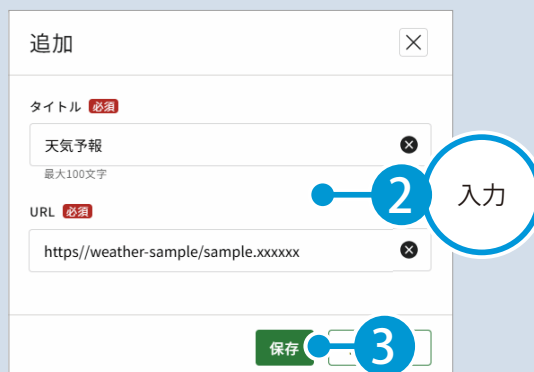 追加
タイトル 必須
天気予報
最大100文字
2
入力
URL 必須
https//weather-sample/sample.xxxxxx
保存
3